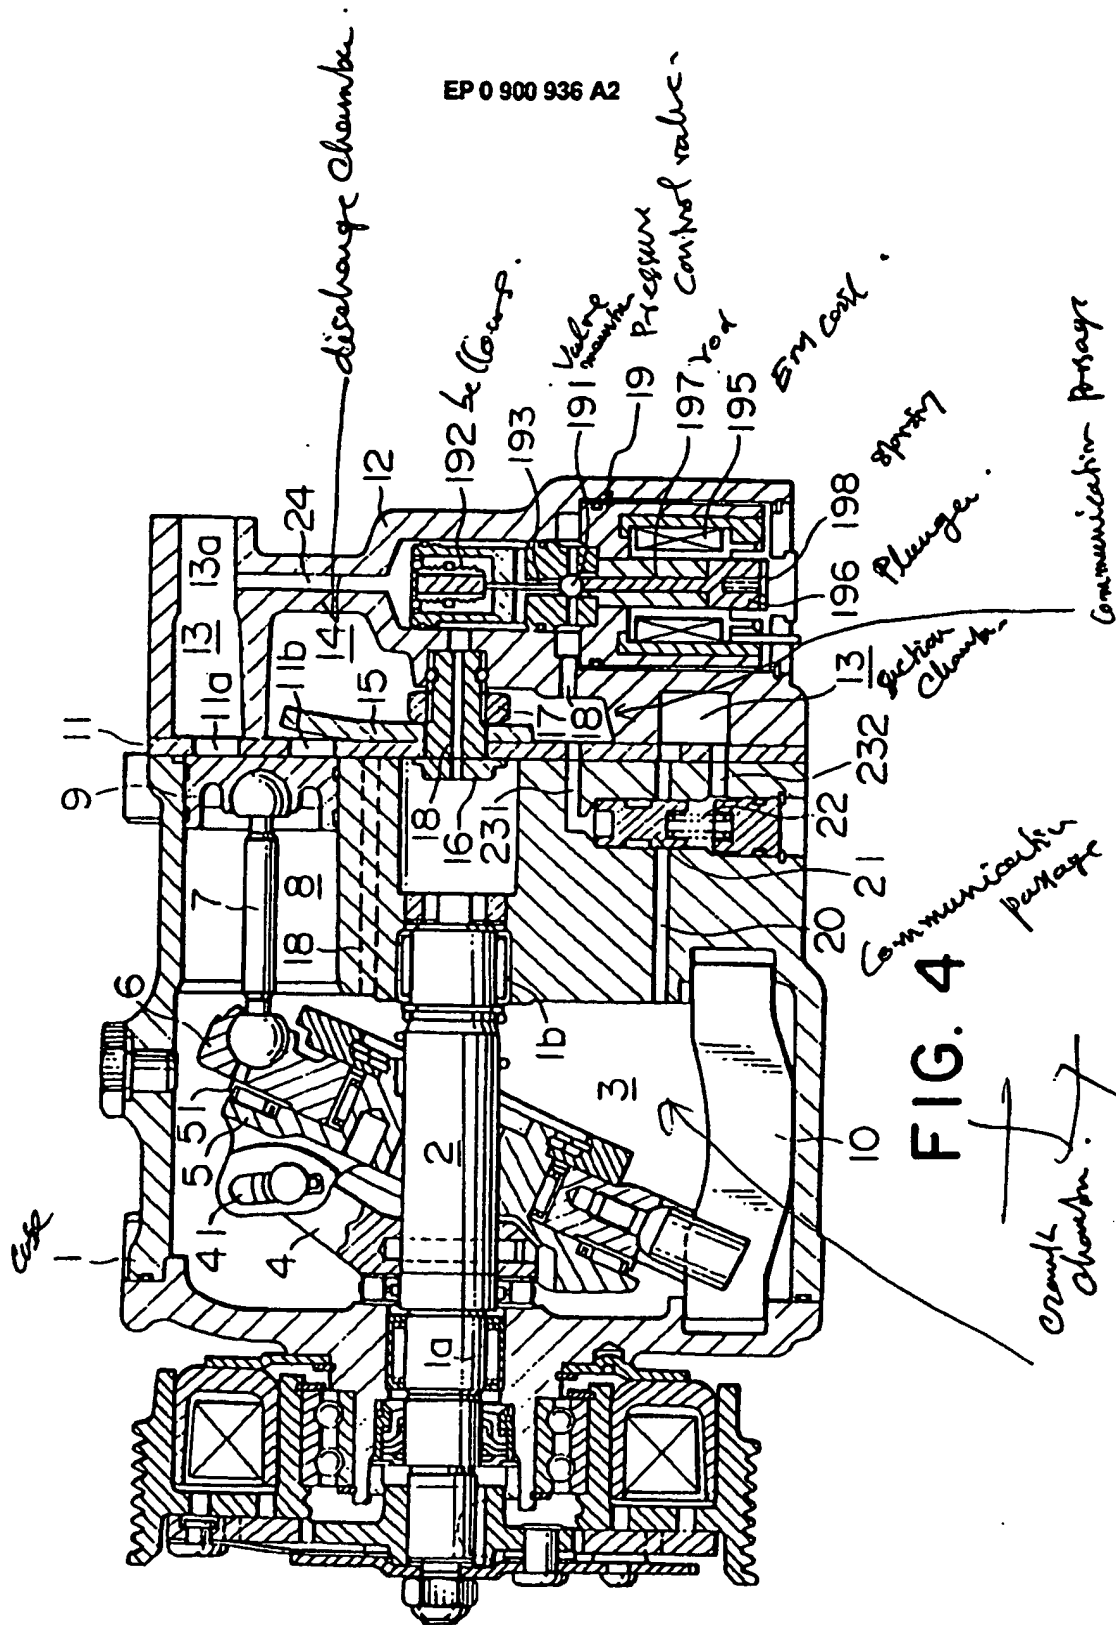 EP 0 900 936 A2
discharge chamber.
11
13
13a
24
14
12
192 bellows.
193
191 Valve
19 Pressure
control valve
197 rod
195
EM coil.
198 spring
196
Plunger.
communication passage
9
11a
11b
15
17
18
13
suction
chamber
232
22
7
8
18
18
16
231
21
20
communication
passage
6
51
5
41
4
2
1b
3
10
FIG. 4
case
1
1a
crank
chamber.